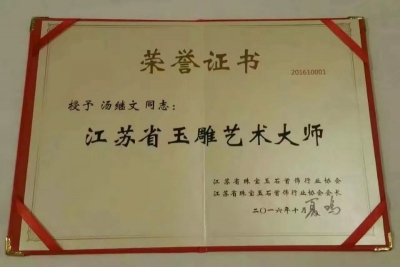 荣誉证书
201610001
授予 汤继文 同志：
江苏省玉雕艺术大师
江苏省珠宝玉石首饰行业协会
江苏省珠宝玉石首饰行业协会会长
二〇一六年十月